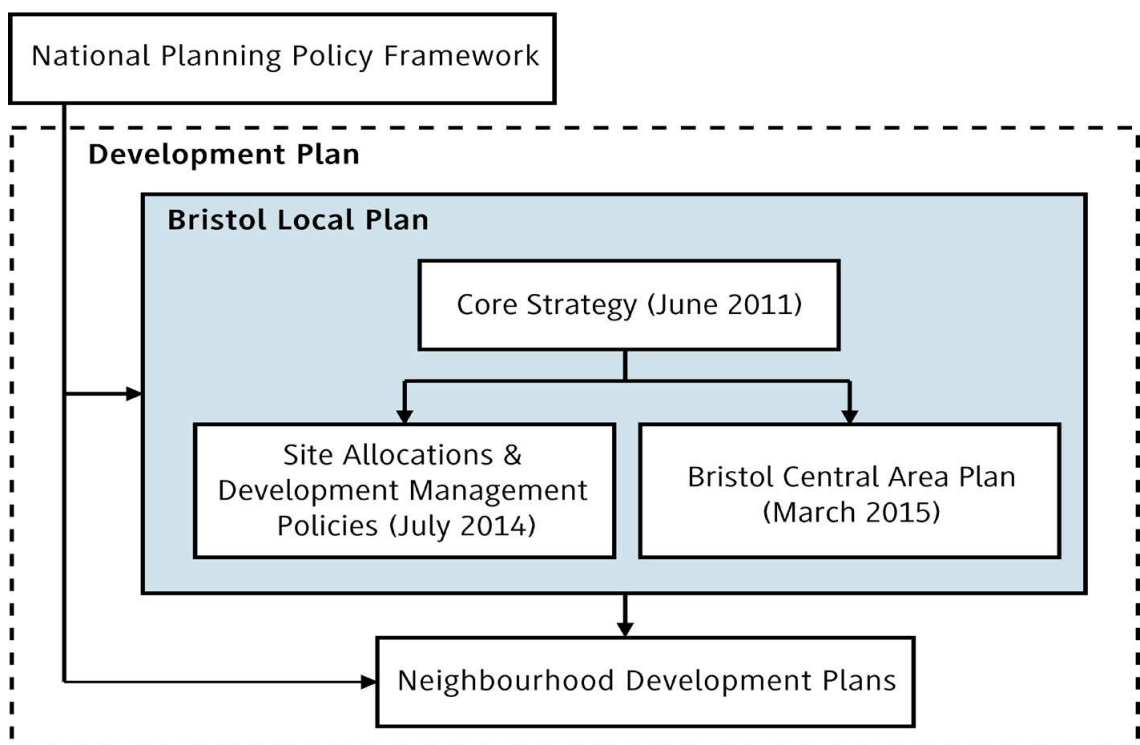 National Planning Policy Framework
Development Plan
Bristol Local Plan
Core Strategy (June 2011)
Site Allocations &
Development Management
Policies (July 2014)
Bristol Central Area Plan
(March 2015)
Neighbourhood Development Plans